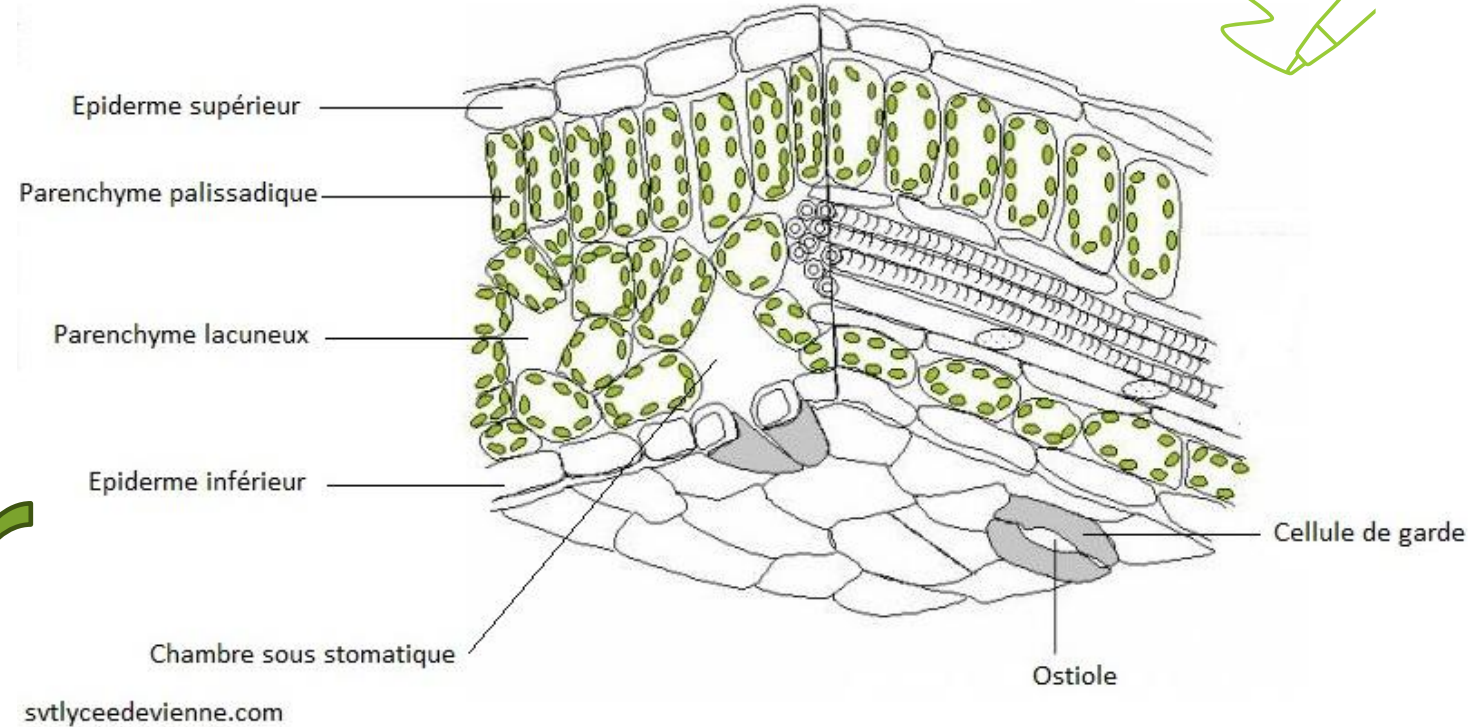 Epiderme supérieur
Parenchyme palissadique
Parenchyme lacuneux
Epiderme inférieur
Cellule de garde
Chambre sous stomatique
Ostiole
svtlyceedevienne.com